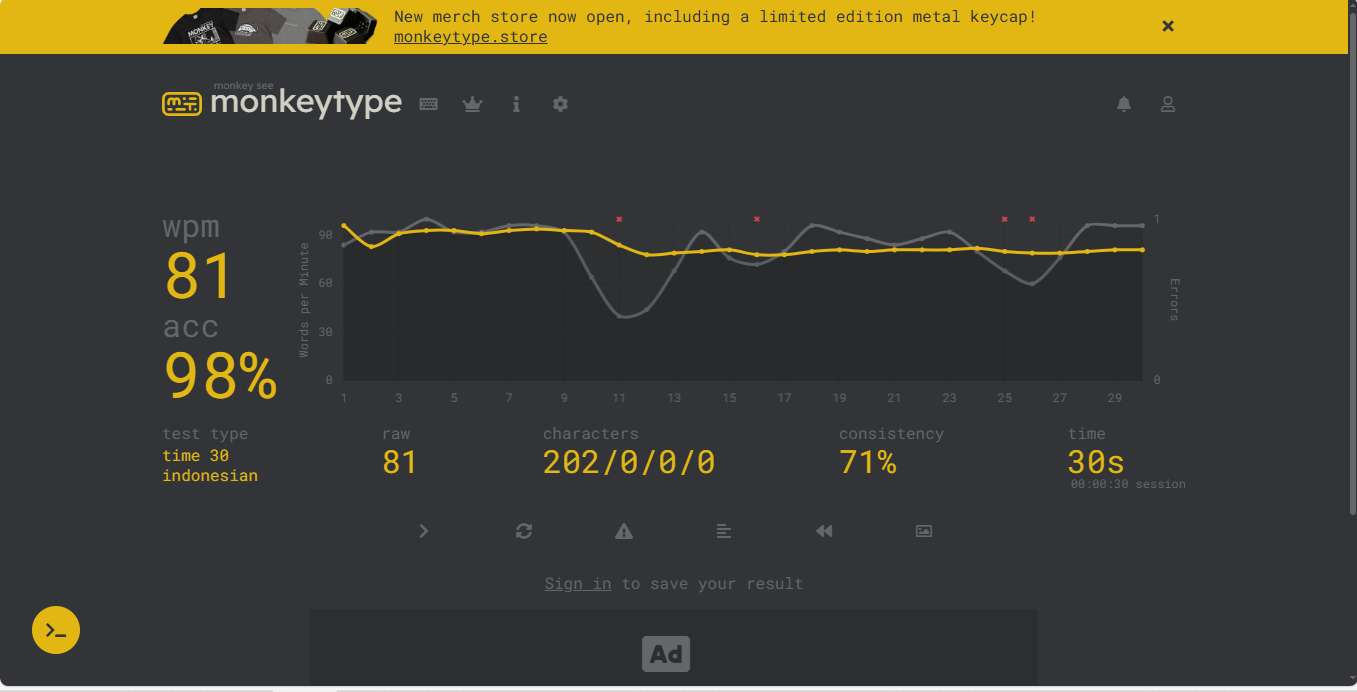 New merch store now open, including a limited edition metal keycap!
monkeytype.store
monkey see
monkeytype
wpm
81
acc
98%
Words per Minute
90
60
30
0
1 3 5 7 9 11 13 15 17 19 21 23 25 27 29
1
0
Errors
test type
time 30
indonesian
raw
81
characters
202/0/0/0
consistency
71%
time
30s
00:00:30 session
Sign in to save your result
Ad